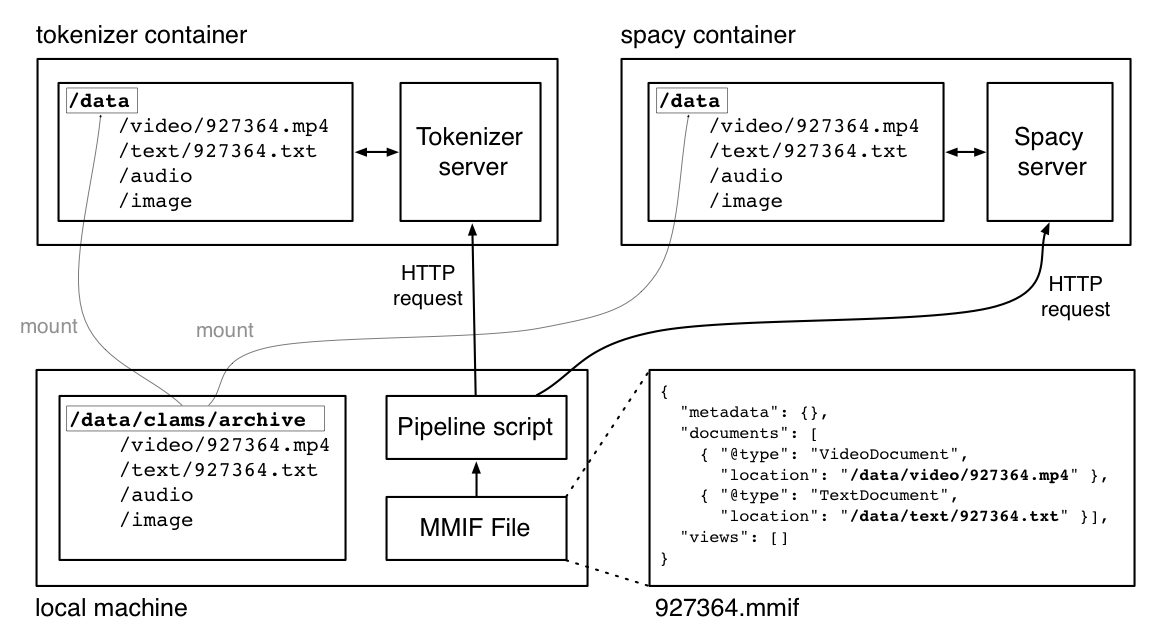 tokenizer container
/data
/video/927364.mp4
/text/927364.txt
/audio
/image
Tokenizer
server
spacy container
/data
/video/927364.mp4
/text/927364.txt
/audio
/image
Spacy
server
HTTP
request
HTTP
request
mount
mount
/data/clams/archive
/video/927364.mp4
/text/927364.txt
/audio
/image
Pipeline script
MMIF File
local machine
{
"metadata": {},
"documents": [
{ "@type": "VideoDocument",
"location": "/data/video/927364.mp4" },
{ "@type": "TextDocument",
"location": "/data/text/927364.txt" }],
"views": []
}
927364.mmif